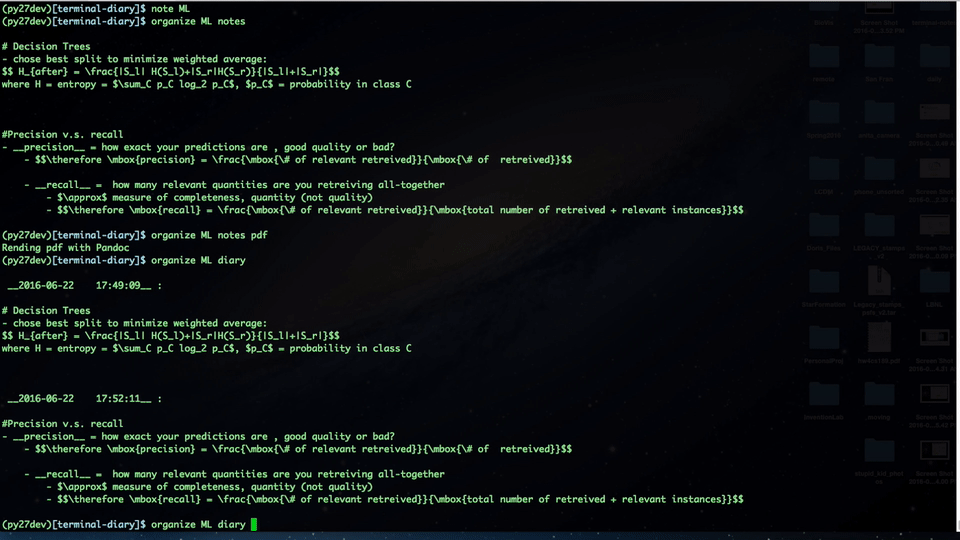 (py27dev)[terminal-diary]$ note ML
(py27dev)[terminal-diary]$ organize ML notes
# Decision Trees
- chose best split to minimize weighted average:
$$ H_{after} = \frac{|S_l| H(S_l)+|S_r|H(S_r)}{|S_l|+|S_r|}$$
where H = entropy = $\sum_C p_C log_2 p_C$, $p_C$ = probability in class C
#Precision v.s. recall
- __precision__ = how exact your predictions are , good quality or bad?
- $$\therefore \mbox{precision} = \frac{\mbox{\# of relevant retreived}}{\mbox{\# of  retreived}}$$
- __recall__ =  how many relevant quantities are you retreiving all-together
- $\approx$ measure of completeness, quantity (not quality)
- $$\therefore \mbox{recall} = \frac{\mbox{\# of relevant retreived}}{\mbox{total number of retreived + relevant instances}}$$
(py27dev)[terminal-diary]$ organize ML notes pdf
Rending pdf with Pandoc
(py27dev)[terminal-diary]$ organize ML diary
__2016-06-22    17:49:09__ :
# Decision Trees
- chose best split to minimize weighted average:
$$ H_{after} = \frac{|S_l| H(S_l)+|S_r|H(S_r)}{|S_l|+|S_r|}$$
where H = entropy = $\sum_C p_C log_2 p_C$, $p_C$ = probability in class C
__2016-06-22    17:52:11__ :
#Precision v.s. recall
- __precision__ = how exact your predictions are , good quality or bad?
- $$\therefore \mbox{precision} = \frac{\mbox{\# of relevant retreived}}{\mbox{\# of  retreived}}$$
- __recall__ =  how many relevant quantities are you retreiving all-together
- $\approx$ measure of completeness, quantity (not quality)
- $$\therefore \mbox{recall} = \frac{\mbox{\# of relevant retreived}}{\mbox{total number of retreived + relevant instances}}$$
(py27dev)[terminal-diary]$ organize ML diary